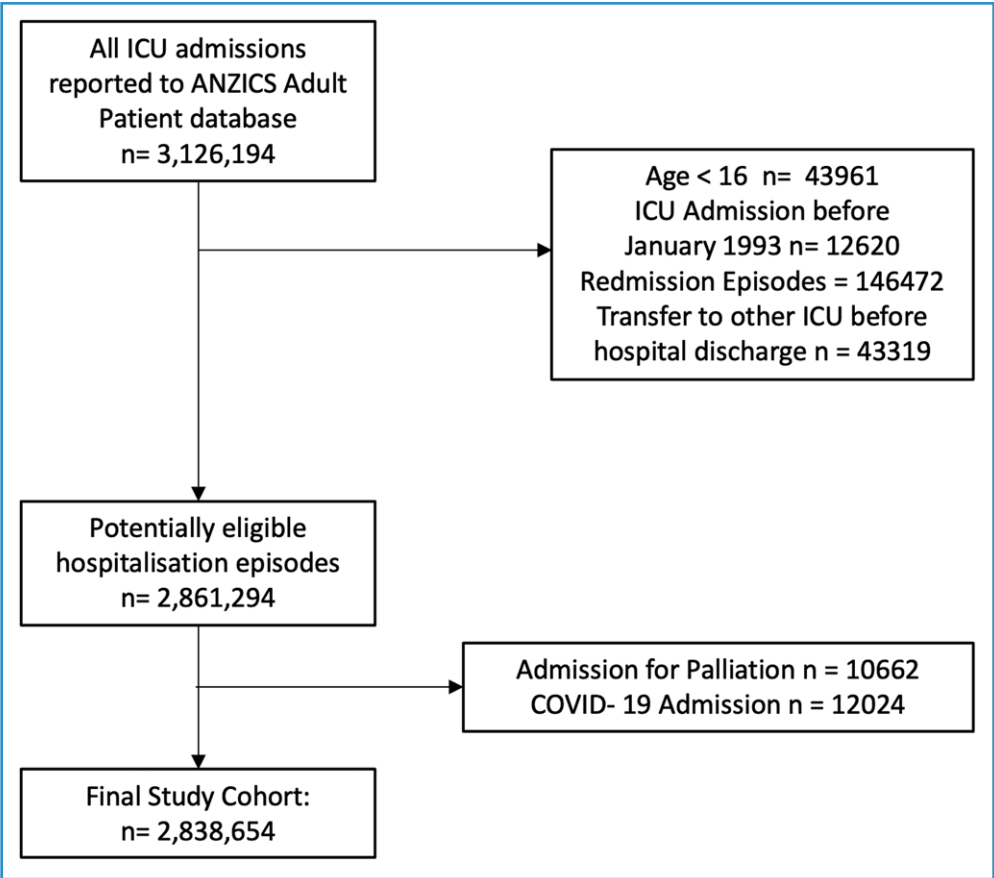 All ICU admissions
reported to ANZICS Adult
Patient database
n= 3,126,194
Age < 16  n=  43961
ICU Admission before
January 1993 n= 12620
Redmission Episodes = 146472
Transfer to other ICU before
hospital discharge n = 43319
Potentially eligible
hospitalisation episodes
n= 2,861,294
Admission for Palliation n = 10662
COVID- 19 Admission n = 12024
Final Study Cohort:
n= 2,838,654